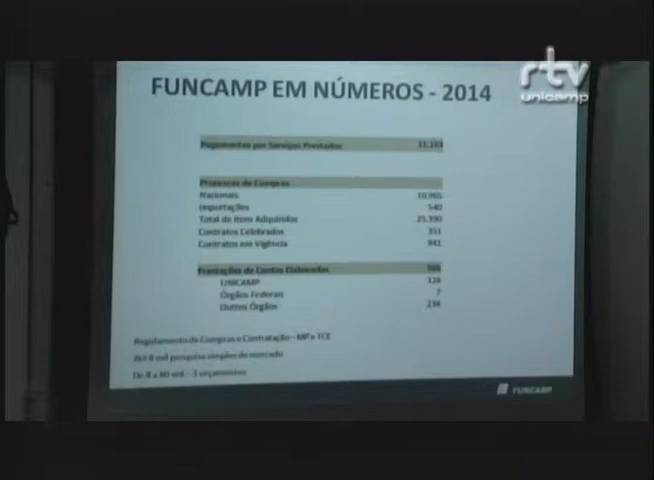 rtv
unicamp
FUNCAMP EM NÚMEROS - 2014
Pagamentos por Serviços Prestados
Processos de Compras
Nacionais 10.965
Importações 540
Total de Itens Adquiridos 25.390
Contratos Celebrados 351
Contratos em Vigência 941
Prestações de Contas Elaboradas
UNICAMP 124
Órgãos Federais 7
Outros Órgãos 234
Regulamento de Compras e Contratação - MP e TCE
Até 8 mil pesquisa simples de mercado
De 8 a 80 mil - 3 orçamentos
FUNCAMP